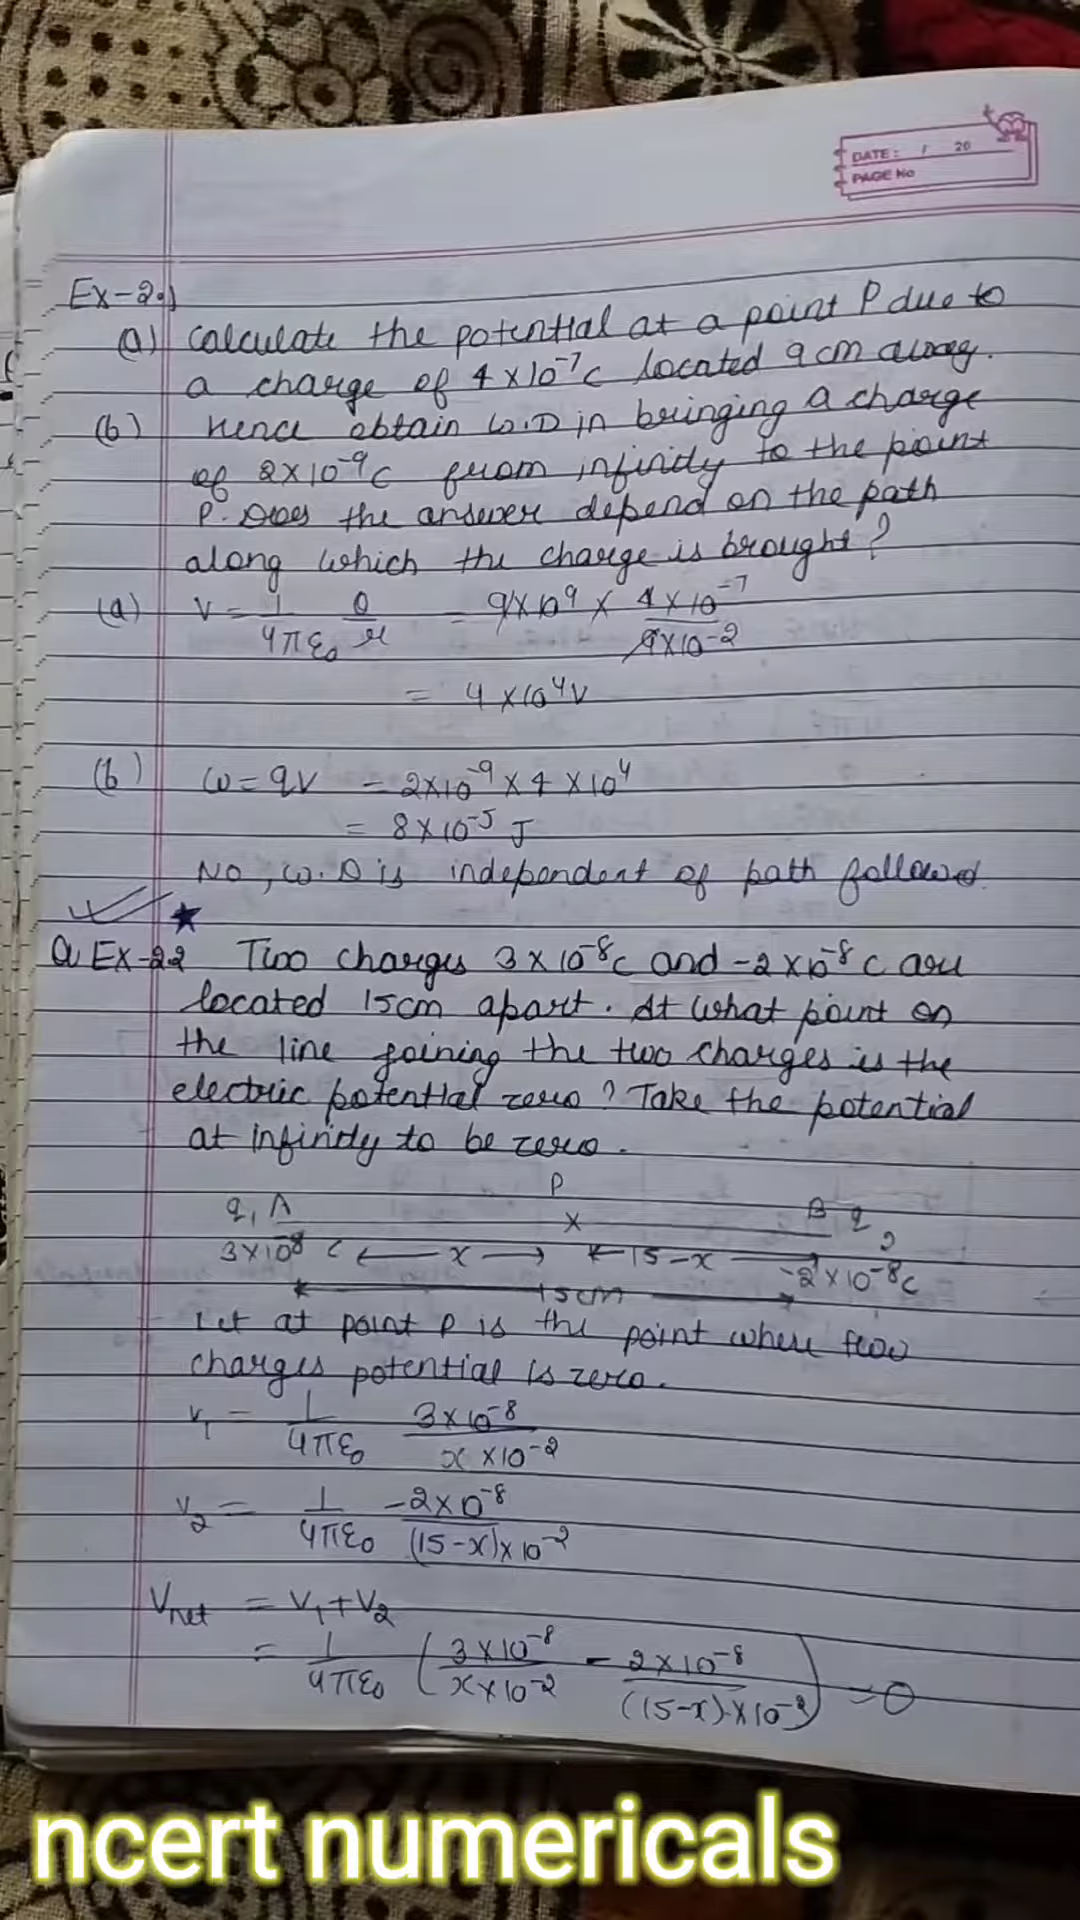 DATE: / 20
PAGE No
Ex-2.1
(a) Calculate the potential at a point P due to
a charge of 4×10⁻⁷C located 9cm away.
(b) Hence obtain W.D in bringing a charge
of 2×10⁻⁹C from infinity to the point
P. Does the answer depend on the path
along which the charge is brought?
(a) V = 1/4πε₀ Q/r = 9×10⁹ × 4×10⁻⁷/9×10⁻²
= 4×10⁴V
(b) W = qV = 2×10⁻⁹ × 4×10⁴
= 8×10⁻⁵ J
No, W.D is independent of path followed.
Q Ex-2.2 Two charges 3×10⁻⁸C and -2×10⁻⁸C are
located 15cm apart. At what point on
the line joining the two charges is the
electric potential zero? Take the potential
at infinity to be zero.
P
q₁ A × B q₂
3×10⁻⁸ C ← x → ← 15-x → -2×10⁻⁸C
15cm
Let at point P is the point where two
charges potential is zero.
V₁ = 1/4πε₀ 3×10⁻⁸/x×10⁻²
V₂ = 1/4πε₀ -2×10⁻⁸/(15-x)×10⁻²
Vnet = V₁+V₂
= 1/4πε₀ (3×10⁻⁸/x×10⁻² - 2×10⁻⁸/(15-x)×10⁻²) = 0
ncert numericals